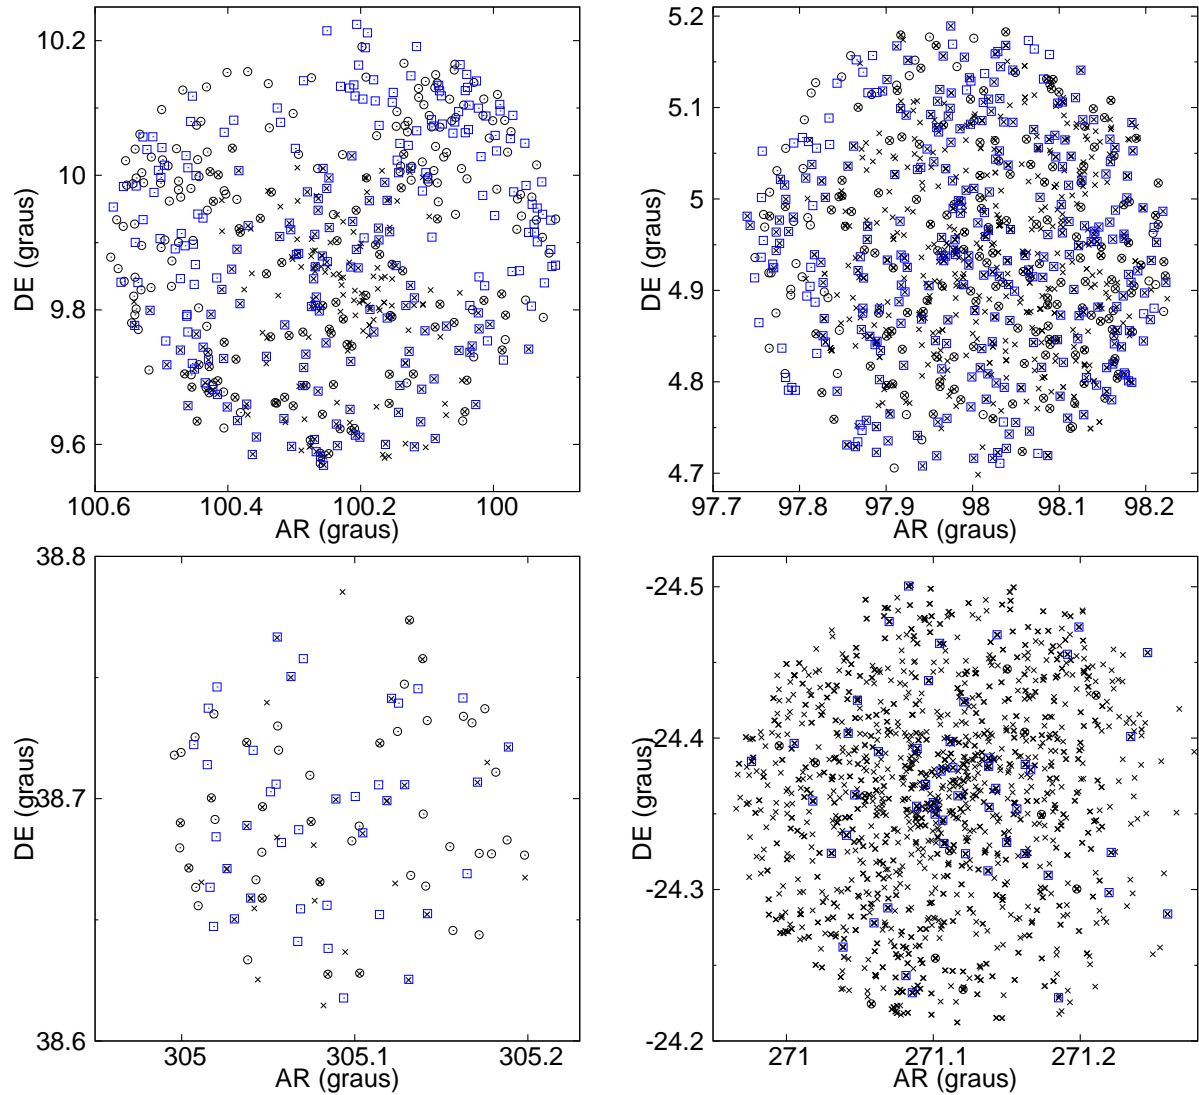 10.2
10
9.8
9.6
100.6 100.4 100.2 100
AR (graus)
DE (graus)
5.2
5.1
5
4.9
4.8
4.7
97.7 97.8 97.9 98 98.1 98.2
AR (graus)
DE (graus)
38.8
38.7
38.6
305 305.1 305.2
AR (graus)
DE (graus)
-24.5
-24.4
-24.3
-24.2
271 271.1 271.2
AR (graus)
DE (graus)